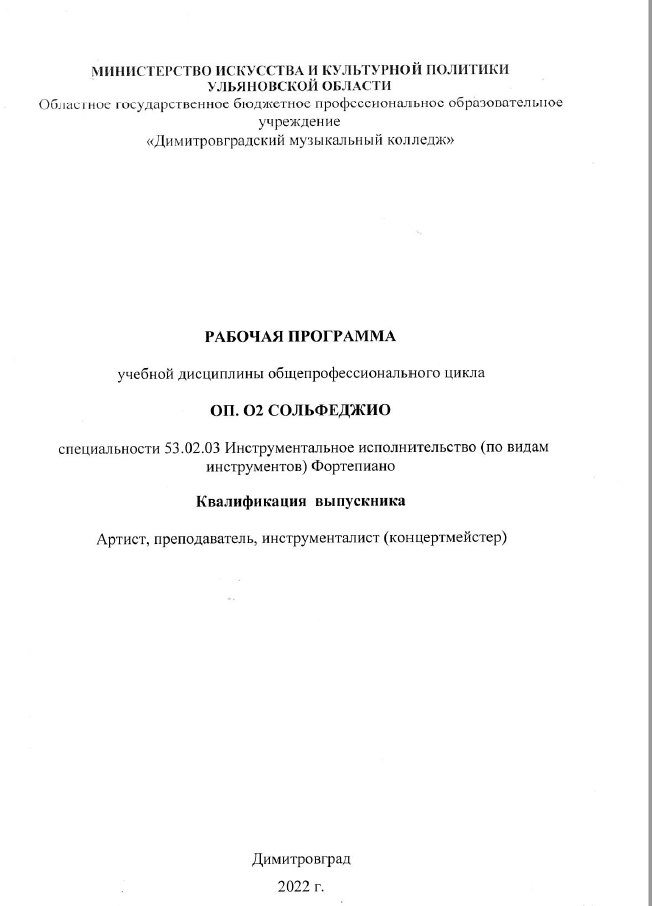 МИНИСТЕРСТВО ИСКУССТВА И КУЛЬТУРНОЙ ПОЛИТИКИ
УЛЬЯНОВСКОЙ ОБЛАСТИ
Областное государственное бюджетное профессиональное образовательное
учреждение
«Димитровградский музыкальный колледж»
РАБОЧАЯ ПРОГРАММА
учебной дисциплины общепрофессионального цикла
ОП. О2 СОЛЬФЕДЖИО
специальности 53.02.03 Инструментальное исполнительство (по видам
инструментов) Фортепиано
Квалификация выпускника
Артист, преподаватель, инструменталист (концертмейстер)
Димитровград
2022 г.